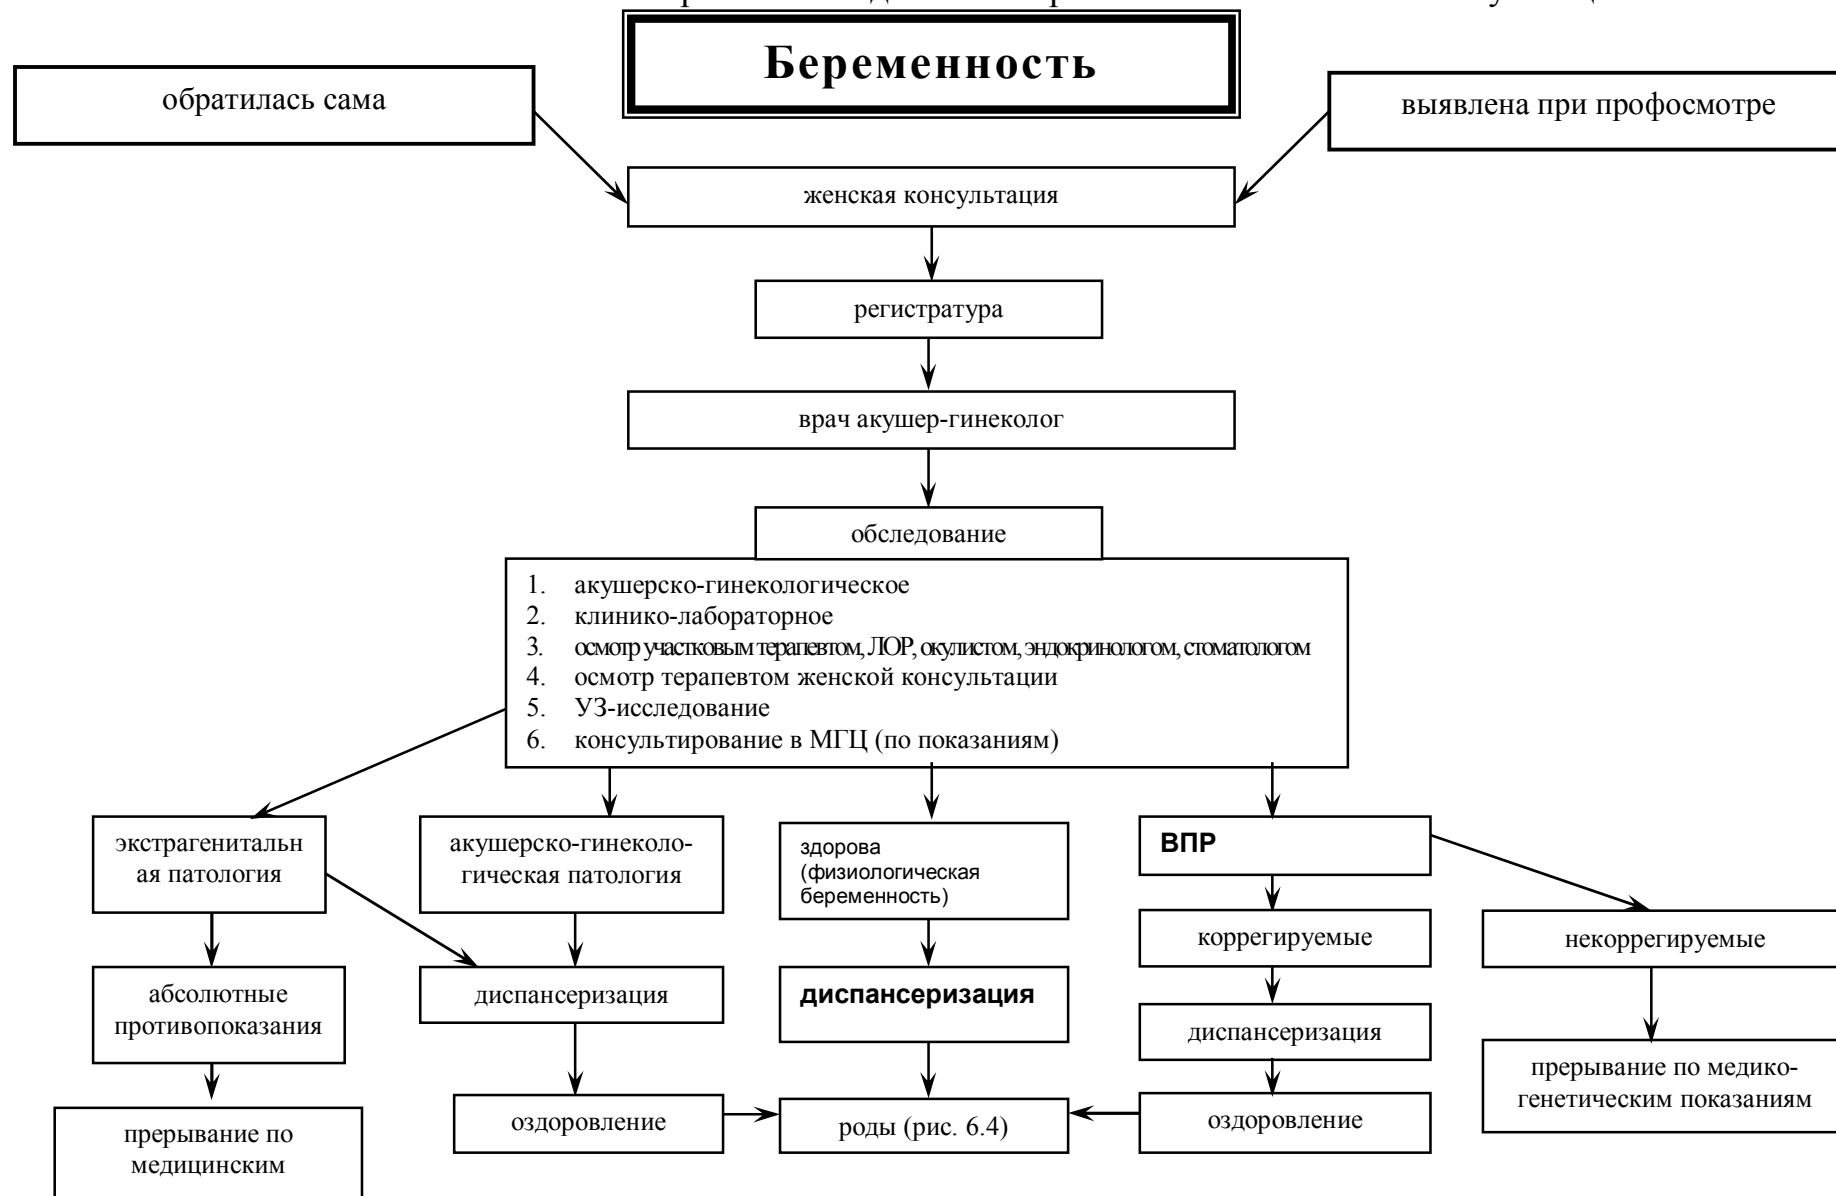 Беременность
обратилась сама
выявлена при профосмотре
женская консультация
регистратура
врач акушер-гинеколог
обследование
1. акушерско-гинекологическое
2. клинико-лабораторное
3. осмотр участковым терапевтом, ЛОР, окулистом, эндокринологом, стоматологом
4. осмотр терапевтом женской консультации
5. УЗ-исследование
6. консультирование в МГЦ (по показаниям)
экстрагенитальн
ая патология
акушерско-гинеколо-
гическая патология
здорова
(физиологическая
беременность)
ВПР
коррегируемые
некоррегируемые
абсолютные
противопоказания
диспансеризация
диспансеризация
диспансеризация
прерывание по медико-
генетическим показаниям
прерывание по
медицинским
оздоровление
роды (рис. 6.4)
оздоровление